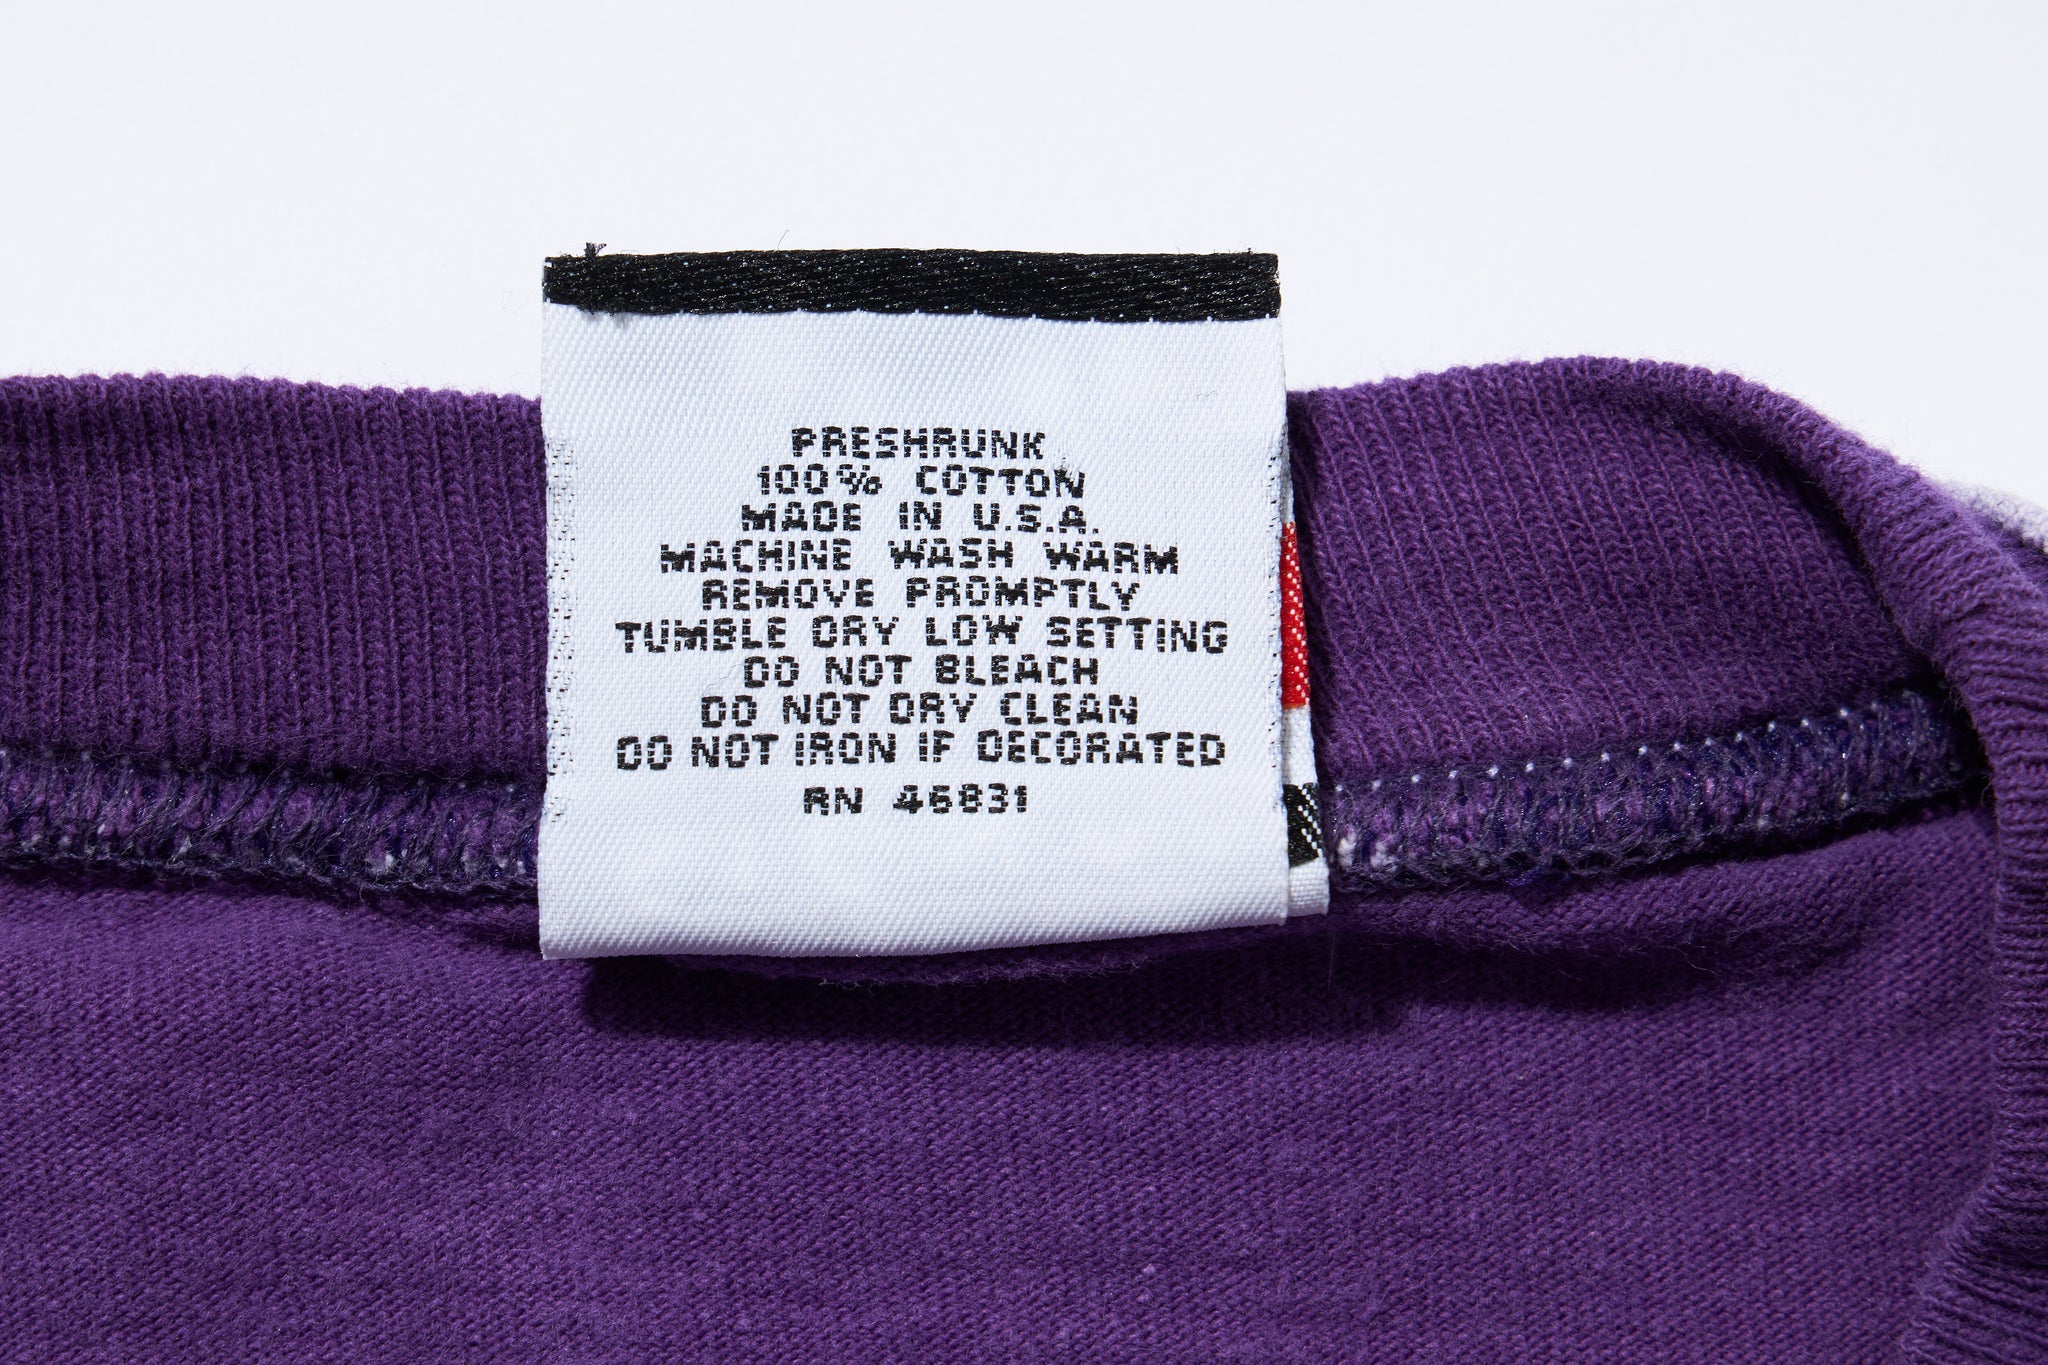 PRESHRUNK
100% COTTON
MADE IN U.S.A.
MACHINE WASH WARM
REMOVE PROMPTLY
TUMBLE DRY LOW SETTING
DO NOT BLEACH
DO NOT DRY CLEAN
DO NOT IRON IF DECORATED
RN 46831